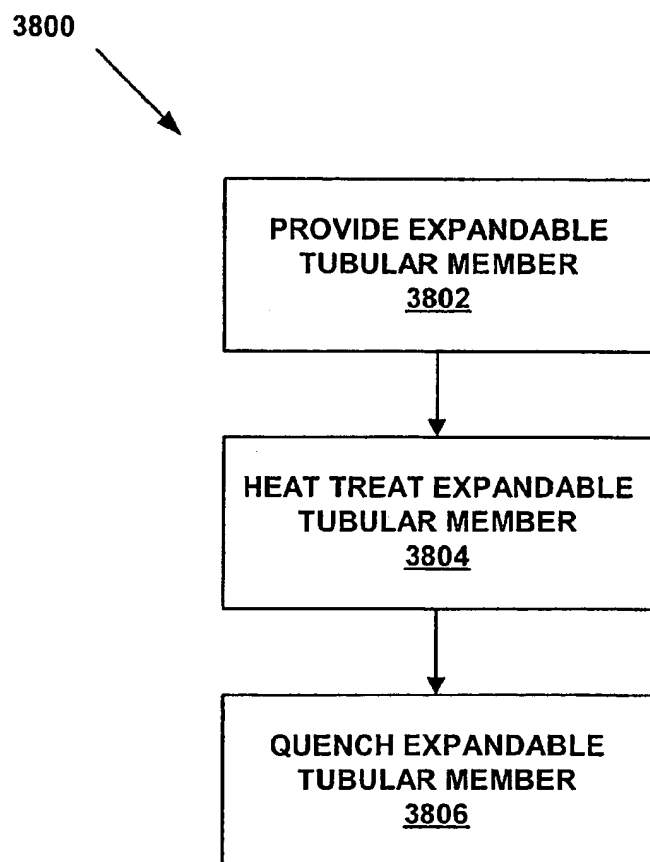 3800
PROVIDE EXPANDABLE
TUBULAR MEMBER
3802
HEAT TREAT EXPANDABLE
TUBULAR MEMBER
3804
QUENCH EXPANDABLE
TUBULAR MEMBER
3806